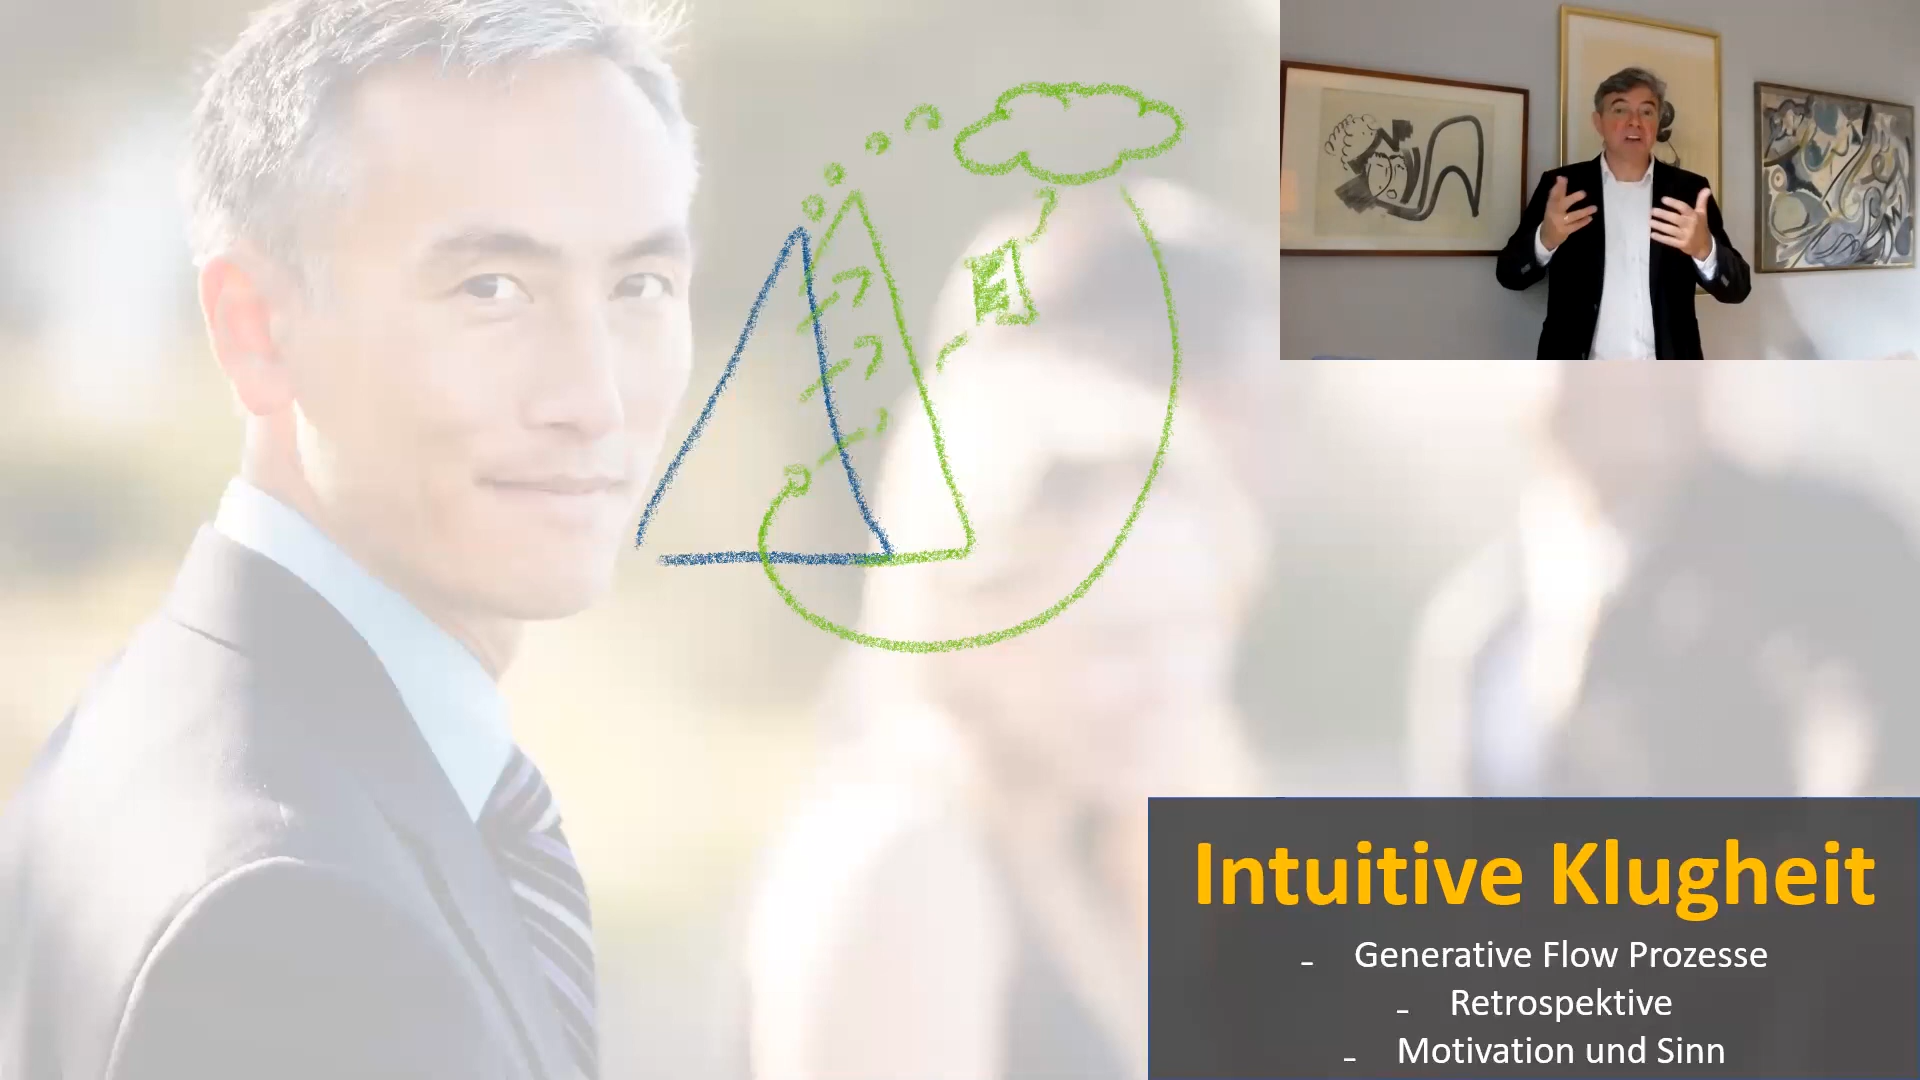 Intuitive Klugheit
- Generative Flow Prozesse
- Retrospektive
- Motivation und Sinn